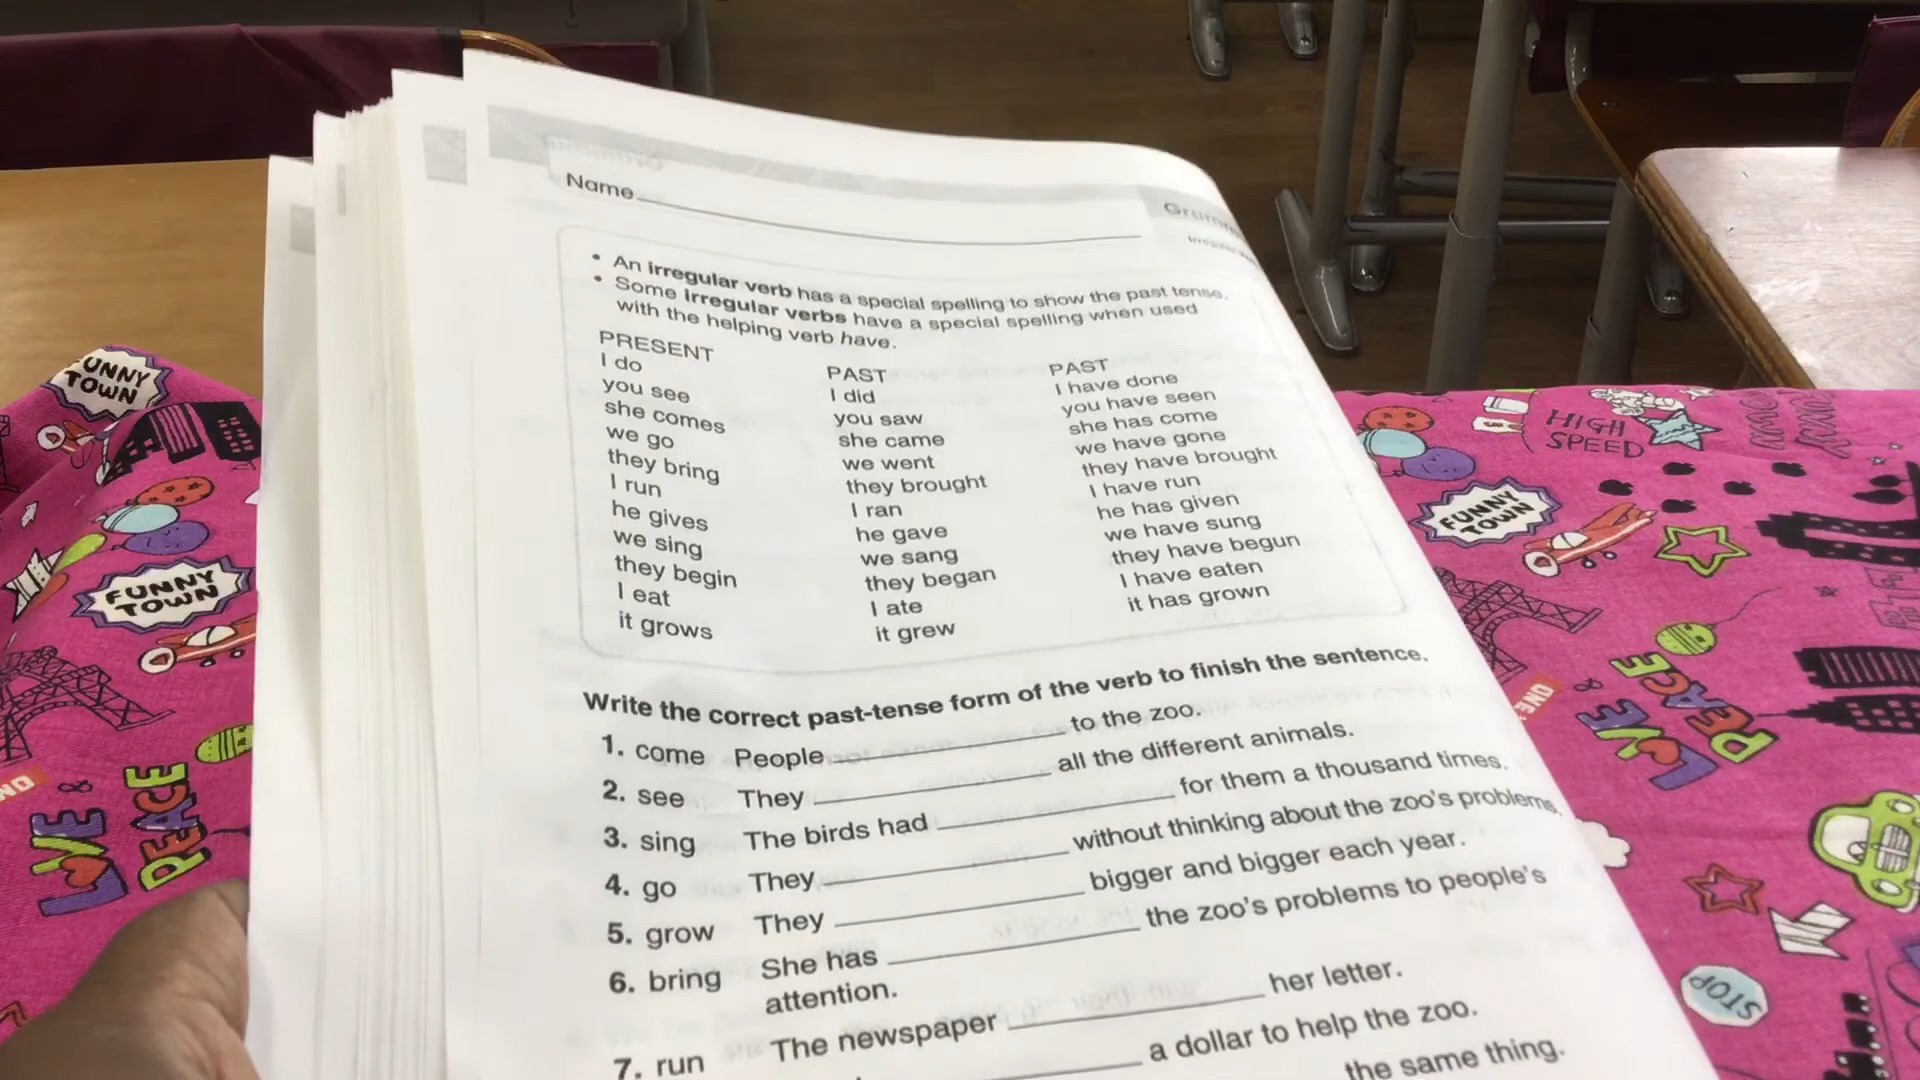 Name
• An irregular verb has a special spelling to show the past tense.
• Some irregular verbs have a special spelling when used
with the helping verb have.
PRESENT PAST PAST
I do I did I have done
you see you saw you have seen
she comes she came she has come
we go we went we have gone
they bring they brought they have brought
I run I ran I have run
he gives he gave he has given
we sing we sang we have sung
they begin they began they have begun
I eat I ate I have eaten
it grows it grew it has grown
Write the correct past-tense form of the verb to finish the sentence.
1. come People to the zoo.
2. see They all the different animals.
3. sing The birds had for them a thousand times.
4. go They without thinking about the zoo's problems.
5. grow They bigger and bigger each year.
6. bring She has the zoo's problems to people's
attention.
7. run The newspaper her letter.
a dollar to help the zoo.
the same thing.
UNNY
TOWN
FUNNY
TOWN
LOVE
&
PEACE
HIGH
SPEED
FUNNY
TOWN
LOVE
&
PEACE
STOP